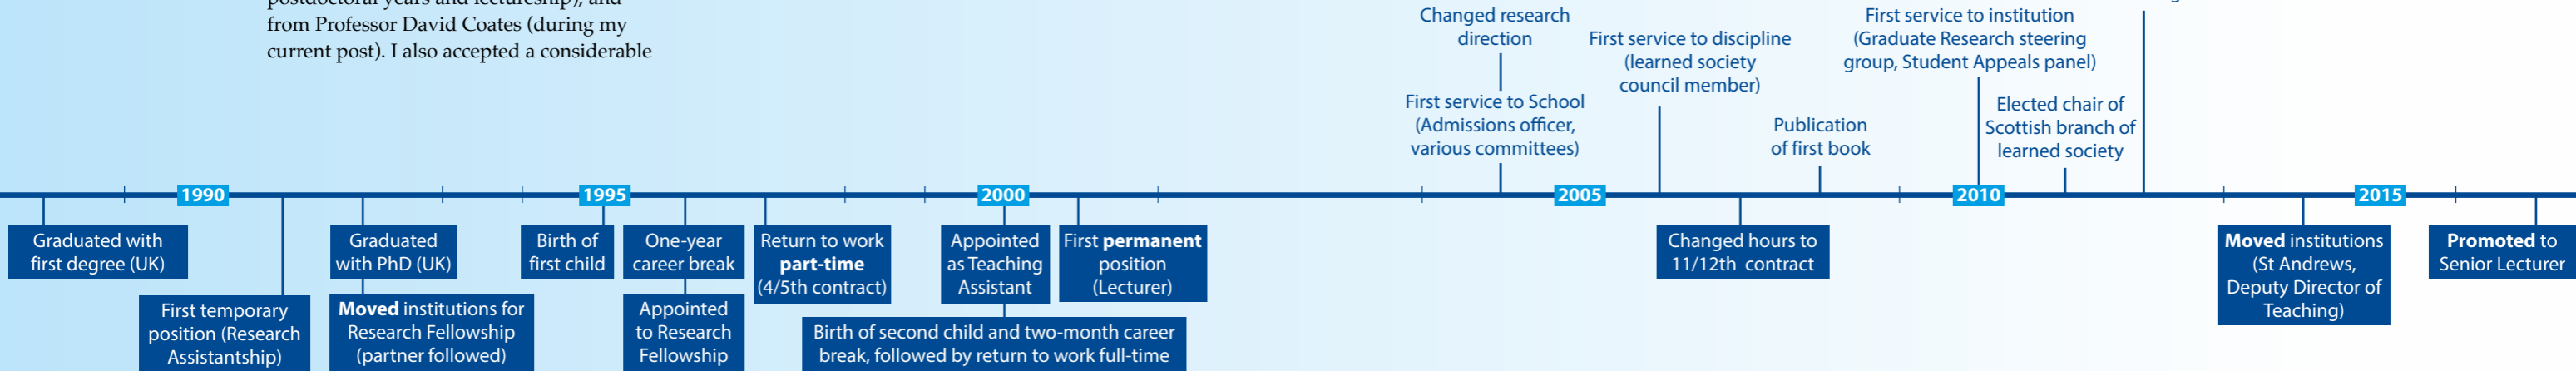 postdoctoral years and lectureship), and
from Professor David Coates (during my
current post). I also accepted a considerable
Changed research
direction
First service to School
(Admissions officer,
various committees)
First service to discipline
(learned society
council member)
Publication
of first book
First service to institution
(Graduate Research steering
group, Student Appeals panel)
Elected chair of
Scottish branch of
learned society
1990
1995
2000
2005
2010
2015
Graduated with
first degree (UK)
First temporary
position (Research
Assistantship)
Graduated
with PhD (UK)
Moved institutions for
Research Fellowship
(partner followed)
Birth of
first child
One-year
career break
Appointed
to Research
Fellowship
Return to work
part-time
(4/5th contract)
Appointed
as Teaching
Assistant
Birth of second child and two-month career
break, followed by return to work full-time
First permanent
position
(Lecturer)
Changed hours to
11/12th contract
Moved institutions
(St Andrews,
Deputy Director of
Teaching)
Promoted to
Senior Lecturer